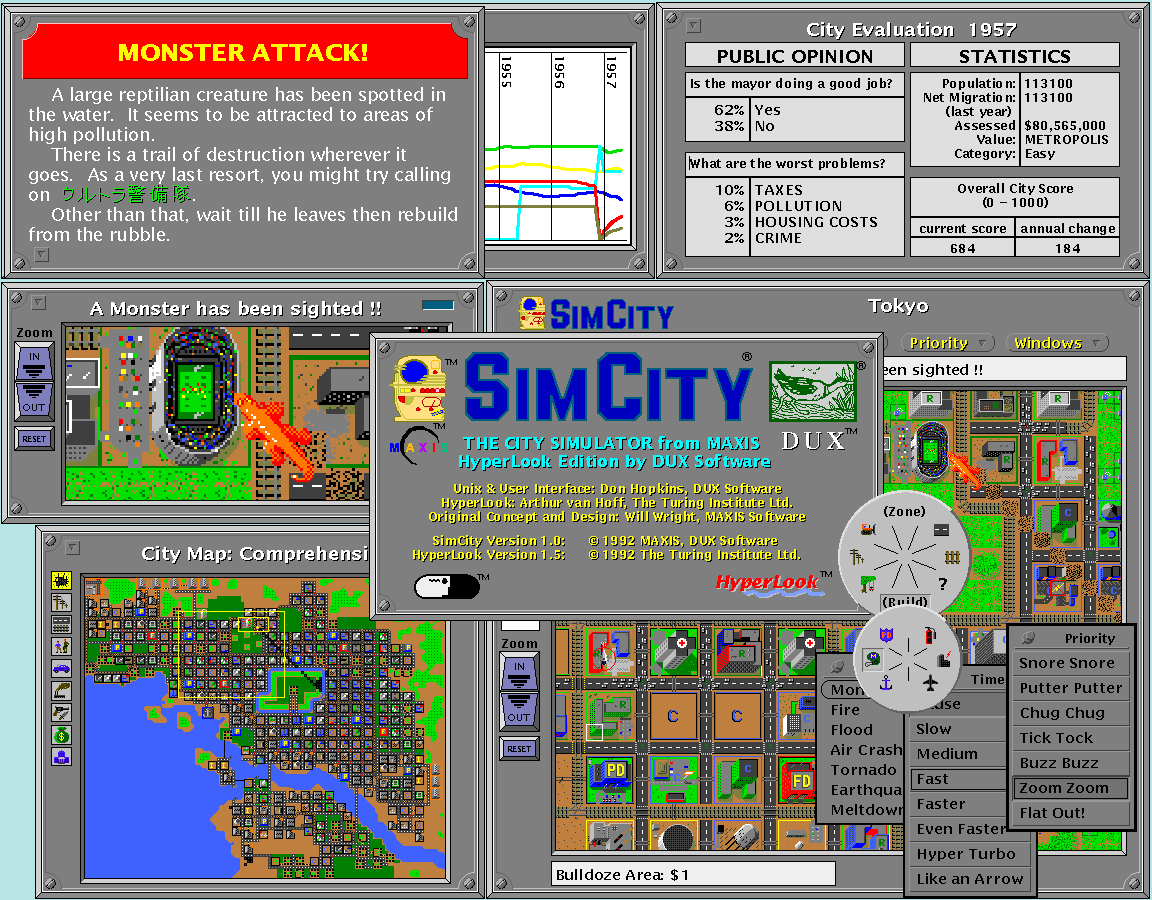 MONSTER ATTACK!
A large reptilian creature has been spotted in
the water. It seems to be attracted to areas of
high pollution.
There is a trail of destruction wherever it
goes. As a very last resort, you might try calling
on ウルトラ警備隊.
Other than that, wait till he leaves then rebuild
from the rubble.
1955
1956
1957
City Evaluation 1957
PUBLIC OPINION
Is the mayor doing a good job?
62% Yes
38% No
What are the worst problems?
10% TAXES
6% POLLUTION
3% HOUSING COSTS
2% CRIME
STATISTICS
Population: 113100
Net Migration: 113100
(last year)
Assessed $80,565,000
Value: METROPOLIS
Category: Easy
Overall City Score
(0 – 1000)
current score annual change
684 184
A Monster has been sighted !!
Zoom
IN
OUT
RESET
SIMCITY
Tokyo
Priority
Windows
een sighted !!
SIMCITY®
TM
MAXIS
TM
DUX TM
®
THE CITY SIMULATOR from MAXIS
HyperLook Edition by DUX Software
Unix & User Interface: Don Hopkins, DUX Software
HyperLook: Arthur van Hoff, The Turing Institute Ltd.
Original Concept and Design: Will Wright, MAXIS Software
SimCity Version 1.0: © 1992 MAXIS, DUX Software
HyperLook Version 1.5: © 1992 The Turing Institute Ltd.
TM
HyperLook TM
City Map: Comprehensi
(Zone)
?
(Build)
Zoom
IN
OUT
RESET
R
R
R
C
R
R
C
C
C
PD
FD
Mon
Fire
Flood
Air Crash
Tornado
Earthqua
Meltdown
Time
use
Slow
Medium
Fast
Faster
Even Faster
Hyper Turbo
Like an Arrow
Priority
Snore Snore
Putter Putter
Chug Chug
Tick Tock
Buzz Buzz
Zoom Zoom
Flat Out!
Bulldoze Area: $1